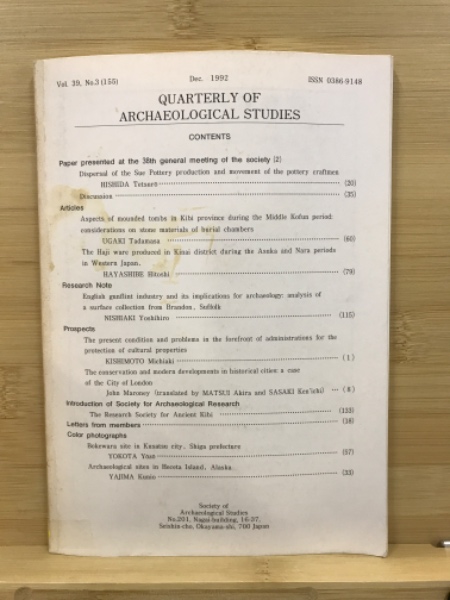 Vol. 39, No.3 (155)
Dec. 1992
ISSN 0386-9148
QUARTERLY OF
ARCHAEOLOGICAL STUDIES
CONTENTS
Paper presented at the 38th general meeting of the society (2)
Dispersal of the Sue Pottery production and movement of the pottery craftmen
HISHIDA Tetsuo (20)
Discussion (35)
Articles
Aspects of mounded tombs in Kibi province during the Middle Kofun period:
considerations on stone materials of burial chambers
UGAKI Tadamasa (60)
The Haji ware produced in Kinai district during the Asuka and Nara periods
in Western Japan.
HAYASHIBE Hitoshi (79)
Research Note
English gunflint industry and its implications for archaeology: analysis of
a surface collection from Brandon, Suffolk
NISHIAKI Yoshihiro (115)
Prospects
The present condition and problems in the forefront of administrations for the
protection of cultural properties
KISHIMOTO Michiaki (1)
The conservation and modern developments in historical cities: a case
of the City of London
John Maroney (translated by MATSUI Akira and SASAKI Ken'ichi) (8)
Introduction of Society for Archaeological Research
The Research Society for Ancient Kibi (133)
Letters from members (18)
Color photographs
site in city, Shiga prefecture
YOKOTA (57)
Archaeological sites in Island, Alaska.
YAJIMA Kunio (33)
Society of
Archaeological Studies
No.201, Nagai-building, 16-37,
Seishin-cho, Okayama-shi, 700 Japan